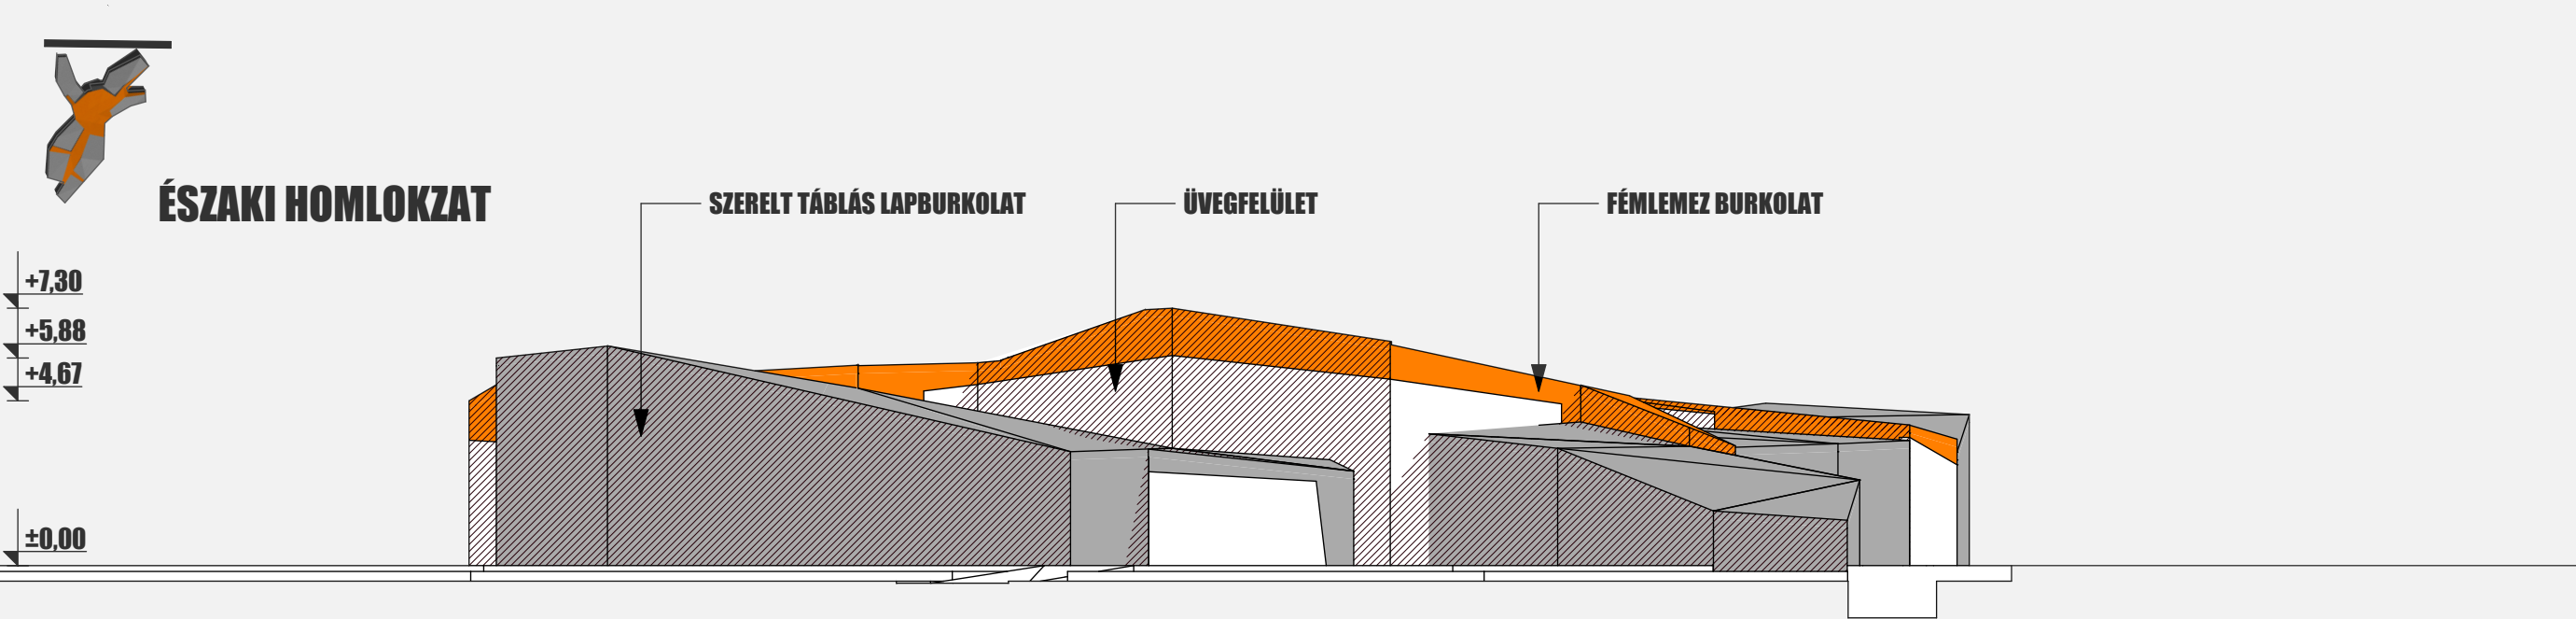 ÉSZAKI HOMLOKZAT
SZERELT TÁBLÁS LAPBURKOLAT
ÜVEGFELÜLET
FÉMLEMEZ BURKOLAT
+7,30
+5,88
+4,67
±0,00